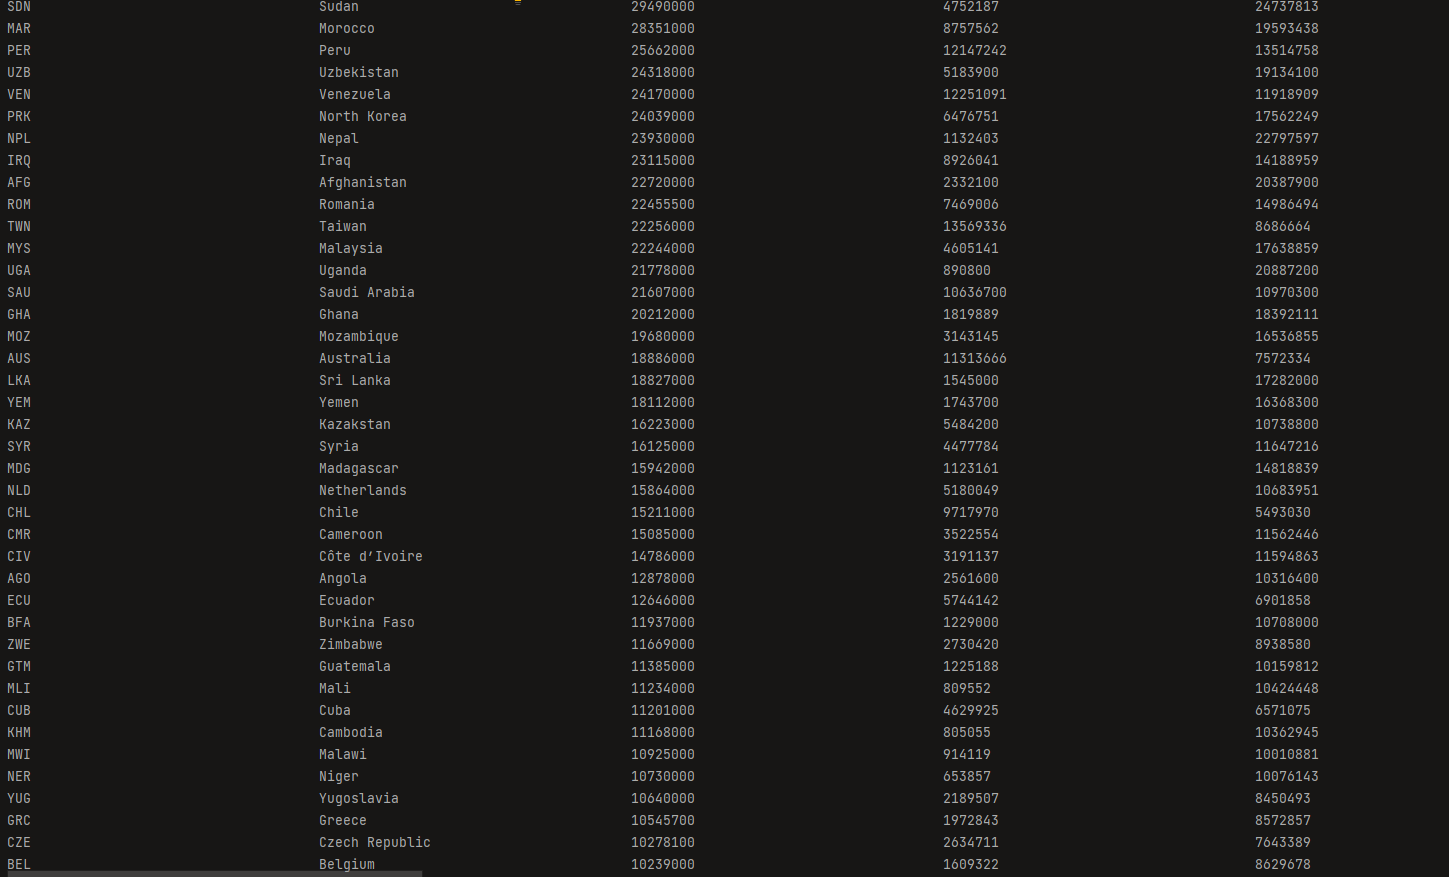 SDN Sudan 29490000 4752187 24737813
MAR Morocco 28351000 8757562 19593438
PER Peru 25662000 12147242 13514758
UZB Uzbekistan 24318000 5183900 19134100
VEN Venezuela 24170000 12251091 11918909
PRK North Korea 24039000 6476751 17562249
NPL Nepal 23930000 1132403 22797597
IRQ Iraq 23115000 8926041 14188959
AFG Afghanistan 22720000 2332100 20387900
ROM Romania 22455500 7469006 14986494
TWN Taiwan 22256000 13569336 8686664
MYS Malaysia 22244000 4605141 17638859
UGA Uganda 21778000 890800 20887200
SAU Saudi Arabia 21607000 10636700 10970300
GHA Ghana 20212000 1819889 18392111
MOZ Mozambique 19680000 3143145 16536855
AUS Australia 18886000 11313666 7572334
LKA Sri Lanka 18827000 1545000 17282000
YEM Yemen 18112000 1743700 16368300
KAZ Kazakstan 16223000 5484200 10738800
SYR Syria 16125000 4477784 11647216
MDG Madagascar 15942000 1123161 14818839
NLD Netherlands 15864000 5180049 10683951
CHL Chile 15211000 9717970 5493030
CMR Cameroon 15085000 3522554 11562446
CIV Côte d’Ivoire 14786000 3191137 11594863
AGO Angola 12878000 2561600 10316400
ECU Ecuador 12646000 5744142 6901858
BFA Burkina Faso 11937000 1229000 10708000
ZWE Zimbabwe 11669000 2730420 8938580
GTM Guatemala 11385000 1225188 10159812
MLI Mali 11234000 809552 10424448
CUB Cuba 11201000 4629925 6571075
KHM Cambodia 11168000 805055 10362945
MWI Malawi 10925000 914119 10010881
NER Niger 10730000 653857 10076143
YUG Yugoslavia 10640000 2189507 8450493
GRC Greece 10545700 1972843 8572857
CZE Czech Republic 10278100 2634711 7643389
BEL Belgium 10239000 1609322 8629678